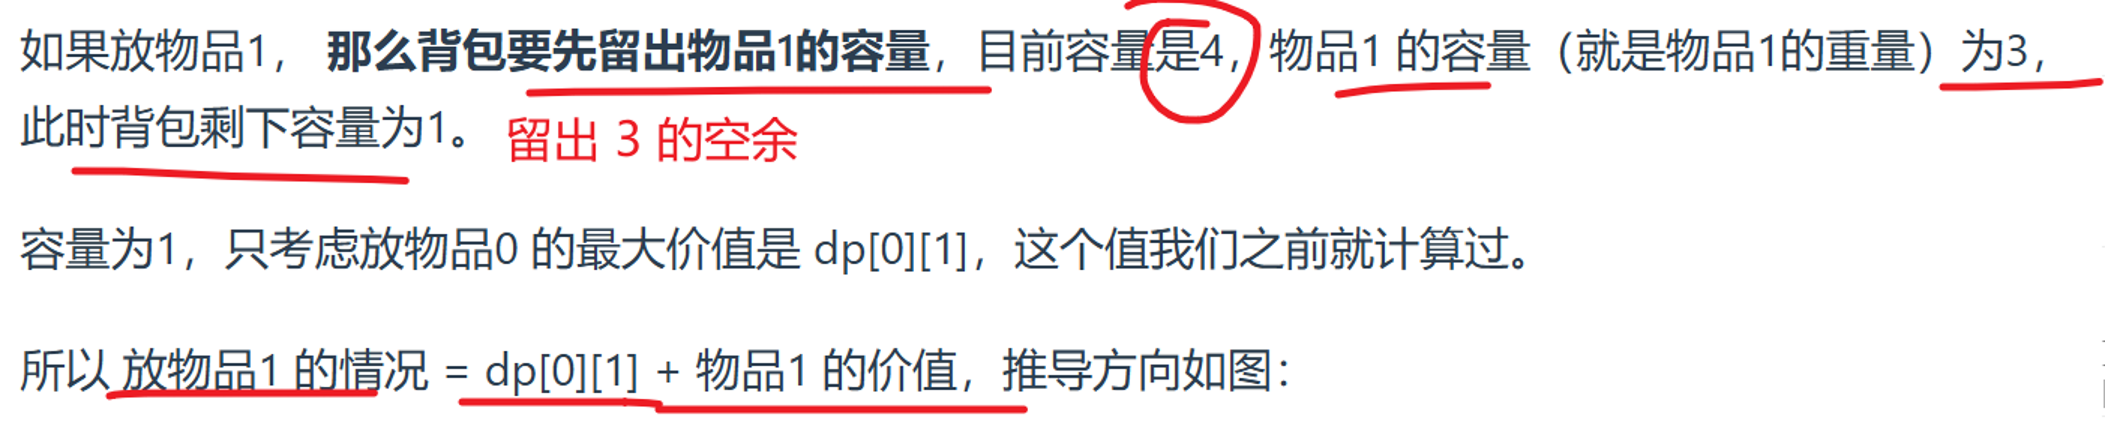 如果放物品1， 那么背包要先留出物品1的容量，目前容量是4，物品1 的容量（就是物品1的重量）为3，
此时背包剩下容量为1。 留出 3 的空余
容量为1，只考虑放物品0 的最大价值是 dp[0][1]，这个值我们之前就计算过。
所以 放物品1 的情况 = dp[0][1] + 物品1 的价值，推导方向如图：